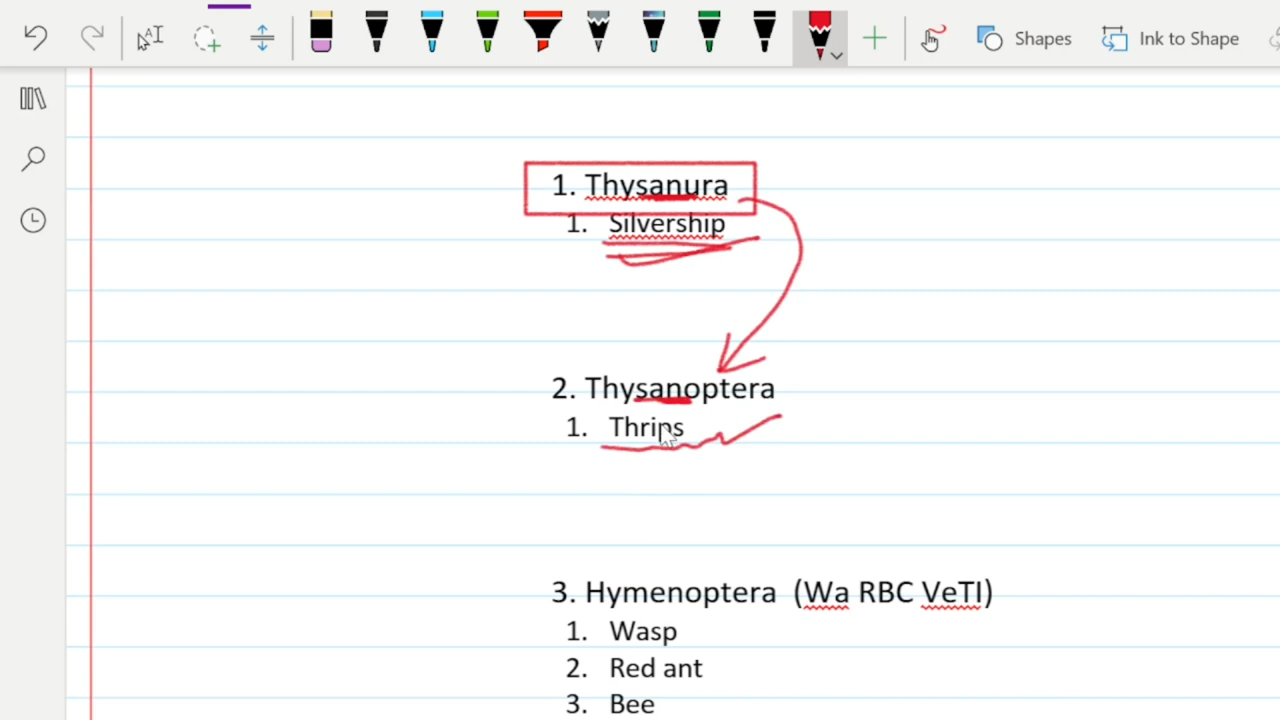 Shapes
Ink to Shape
1. Thysanura
1. Silvership
2. Thysanoptera
1. Thrips
3. Hymenoptera (Wa RBC VeTI)
1. Wasp
2. Red ant
3. Bee